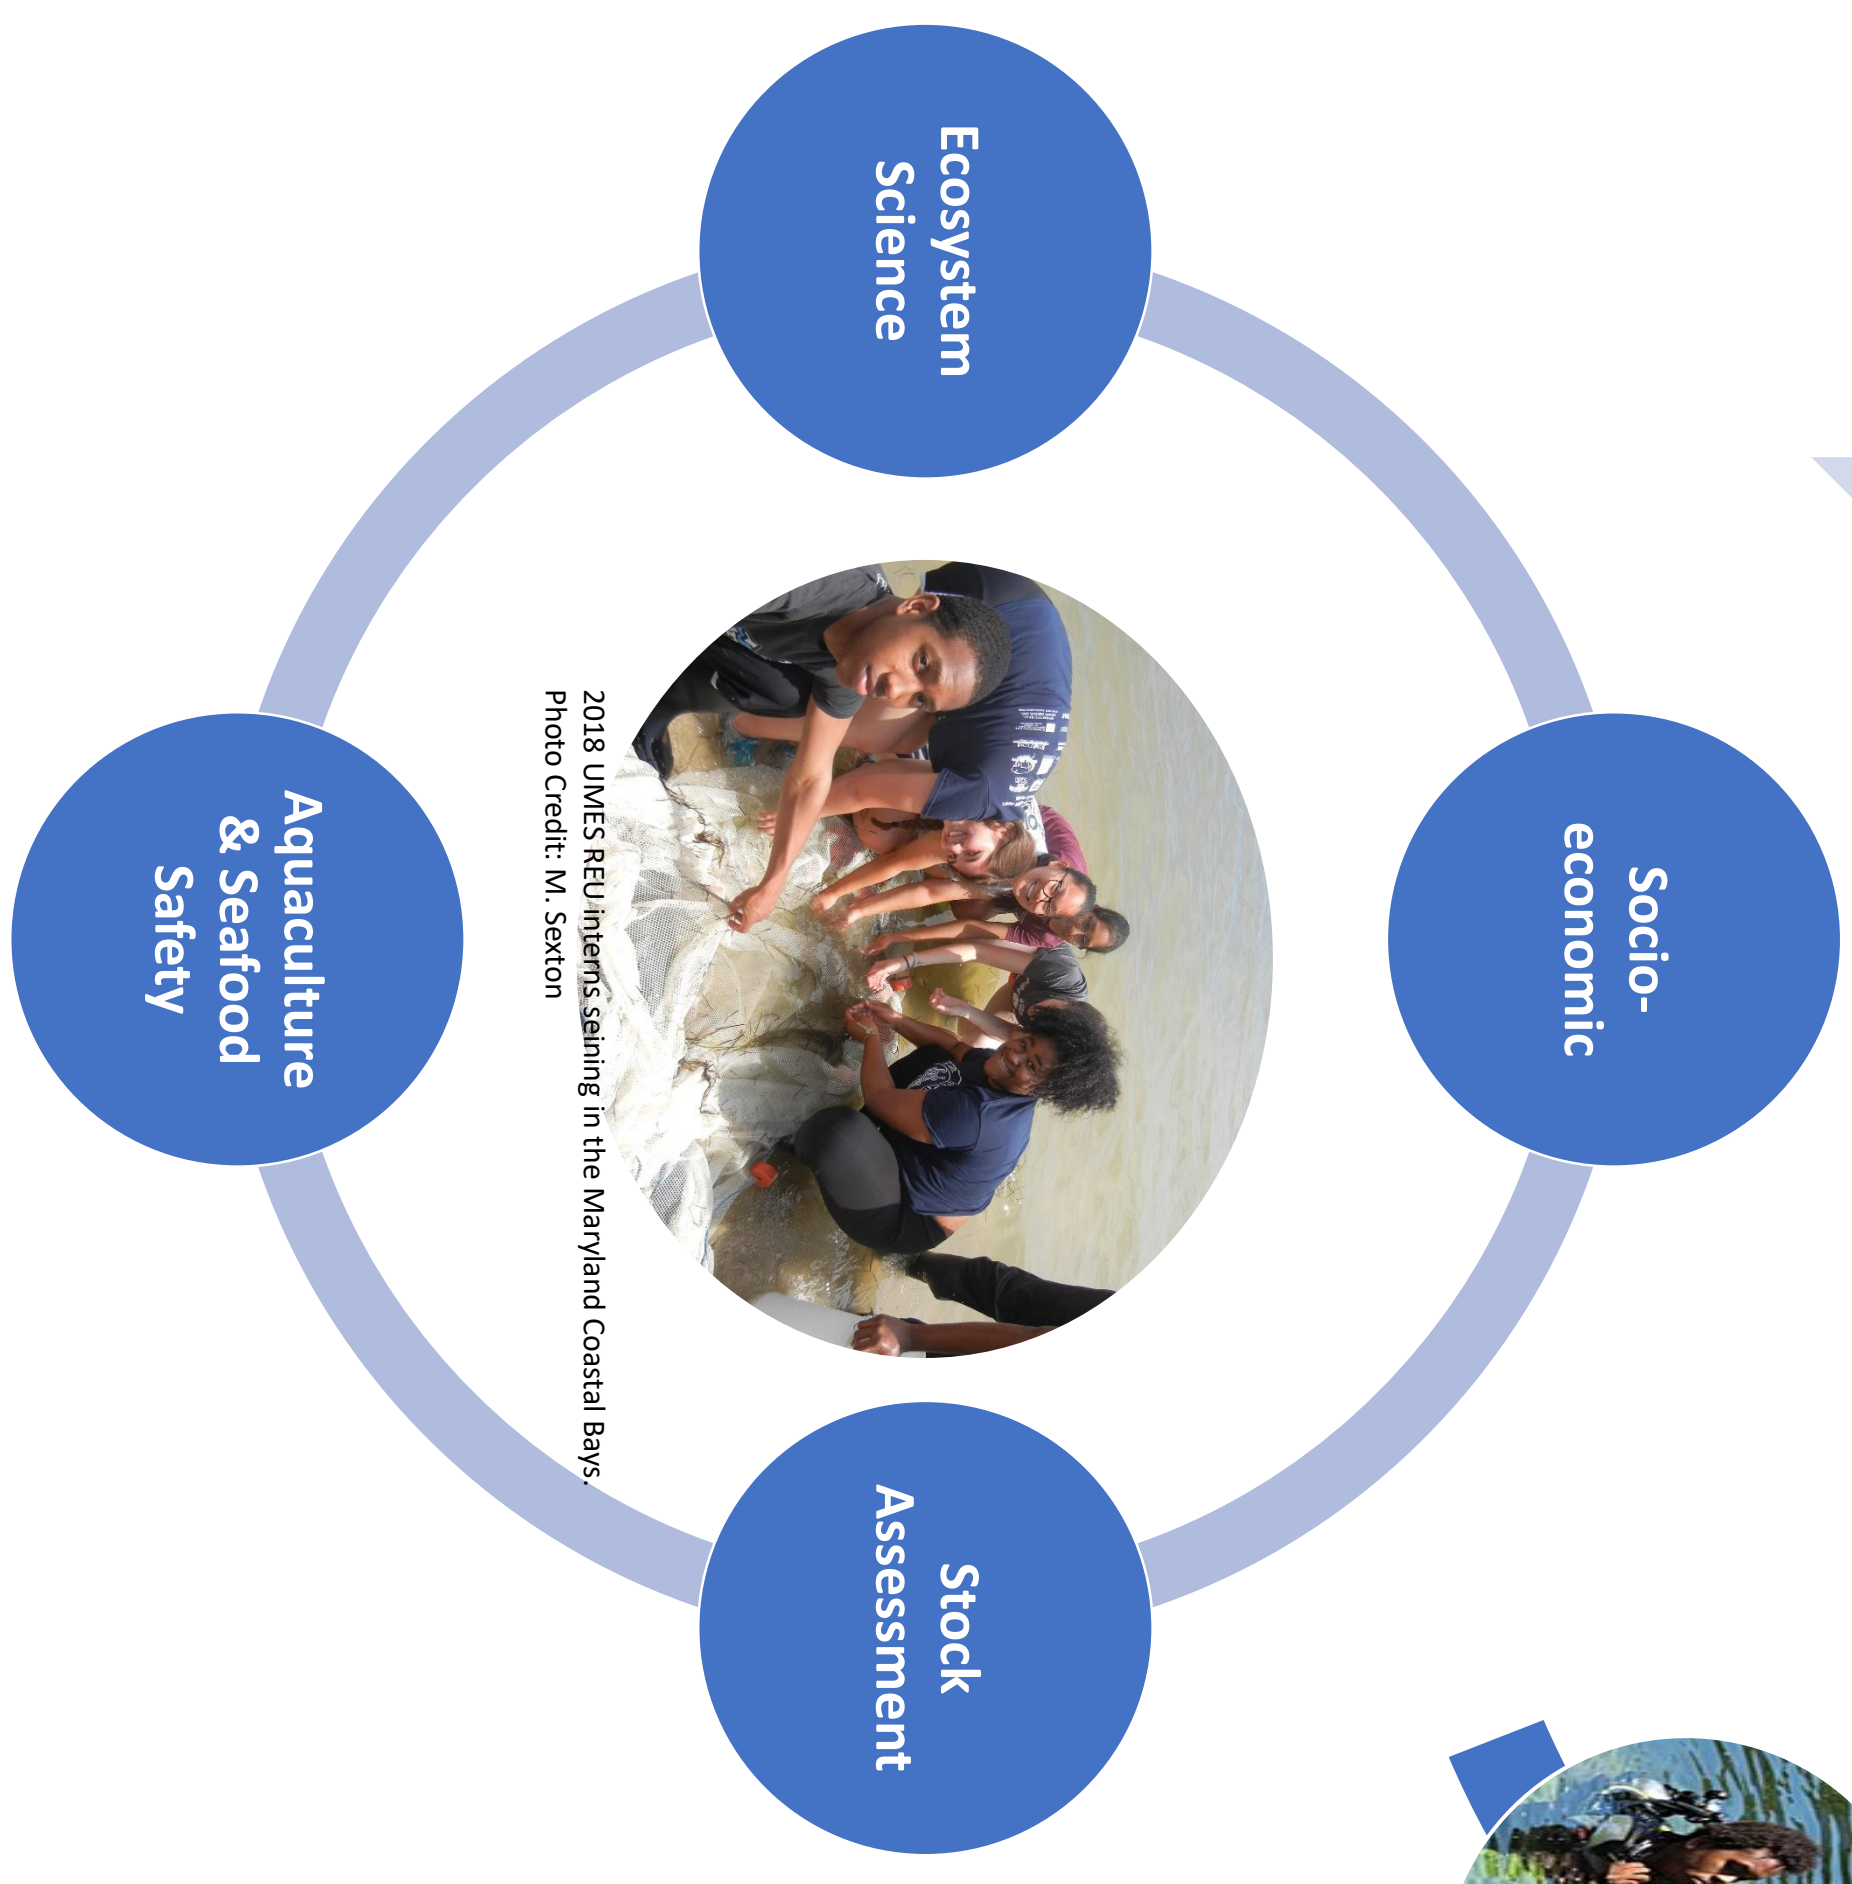 Socio-
economic
Ecosystem
Science
Stock
Assessment
2018 UMES REU interns seining in the Maryland Coastal Bays.
Photo Credit: M. Sexton
Aquaculture
& Seafood
Safety